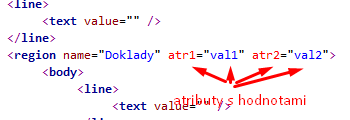 <line>
<text value="" />
</line>
<region name="Doklady" atr1="val1" atr2="val2">
<body>
<line>
<text value="" />
atributy s hodnotami